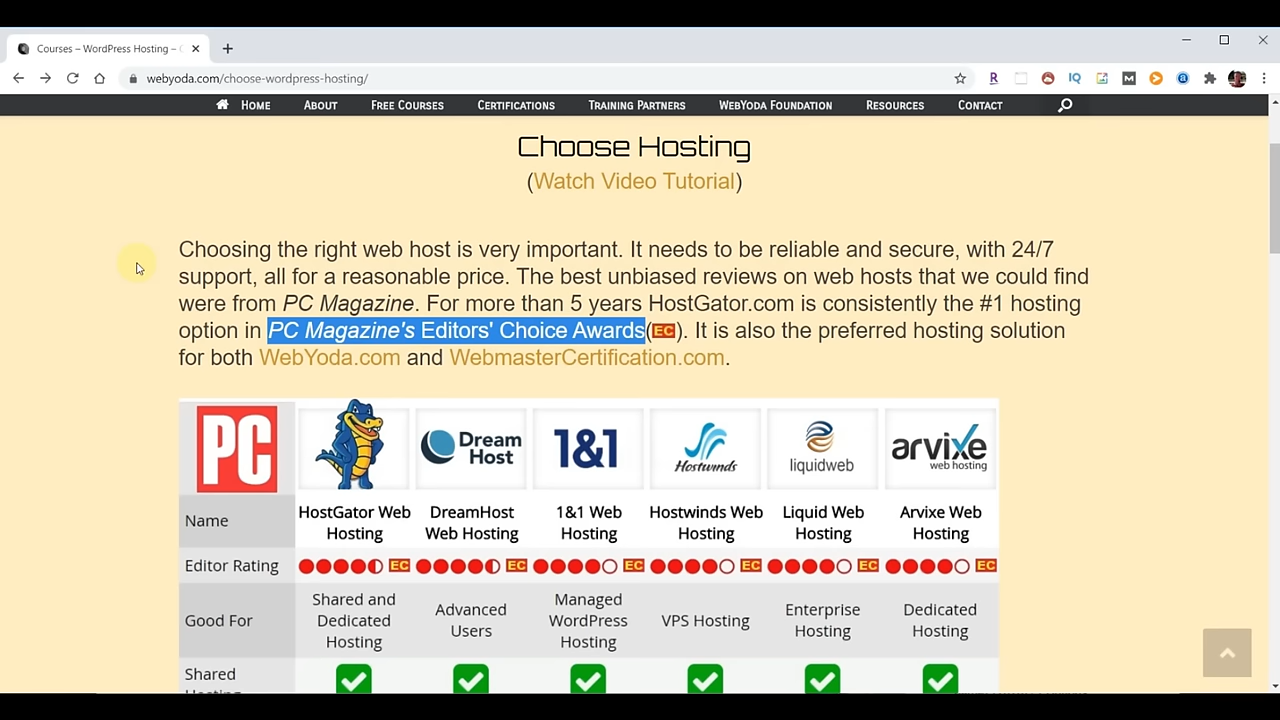 Courses – WordPress Hosting –
webyoda.com/choose-wordpress-hosting/
HOME ABOUT FREE COURSES CERTIFICATIONS TRAINING PARTNERS WEBYODA FOUNDATION RESOURCES CONTACT
Choose Hosting
(Watch Video Tutorial)
Choosing the right web host is very important. It needs to be reliable and secure, with 24/7
support, all for a reasonable price. The best unbiased reviews on web hosts that we could find
were from PC Magazine. For more than 5 years HostGator.com is consistently the #1 hosting
option in PC Magazine's Editors' Choice Awards(EC). It is also the preferred hosting solution
for both WebYoda.com and WebmasterCertification.com.
PC Dream Host 1&1 Hostwinds liquidweb arvixe web hosting
Name HostGator Web Hosting DreamHost Web Hosting 1&1 Web Hosting Hostwinds Web Hosting Liquid Web Hosting Arvixe Web Hosting
Editor Rating EC EC EC EC EC EC
Good For Shared and Dedicated Hosting Advanced Users Managed WordPress Hosting VPS Hosting Enterprise Hosting Dedicated Hosting
Shared